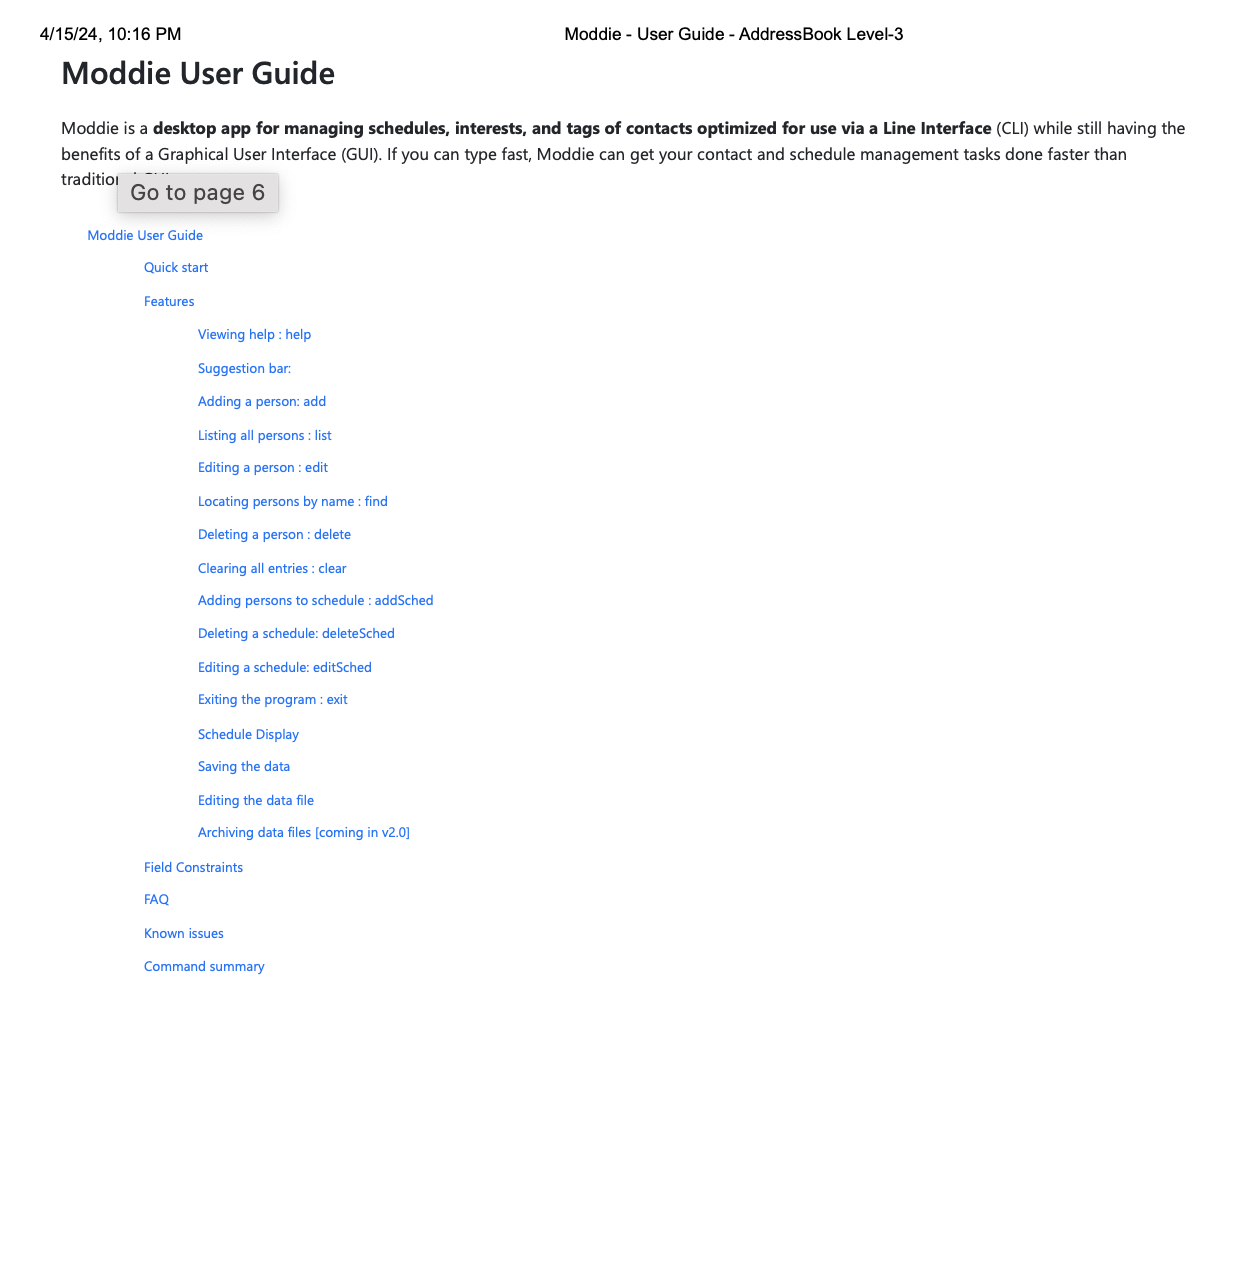 4/15/24, 10:16 PM Moddie - User Guide - AddressBook Level-3
Moddie User Guide
Moddie is a desktop app for managing schedules, interests, and tags of contacts optimized for use via a Line Interface (CLI) while still having the
benefits of a Graphical User Interface (GUI). If you can type fast, Moddie can get your contact and schedule management tasks done faster than
Go to page 6
Moddie User Guide
Quick start
Features
Viewing help : help
Suggestion bar:
Adding a person: add
Listing all persons : list
Editing a person : edit
Locating persons by name : find
Deleting a person : delete
Clearing all entries : clear
Adding persons to schedule : addSched
Deleting a schedule: deleteSched
Editing a schedule: editSched
Exiting the program : exit
Schedule Display
Saving the data
Editing the data file
Archiving data files [coming in v2.0]
Field Constraints
FAQ
Known issues
Command summary